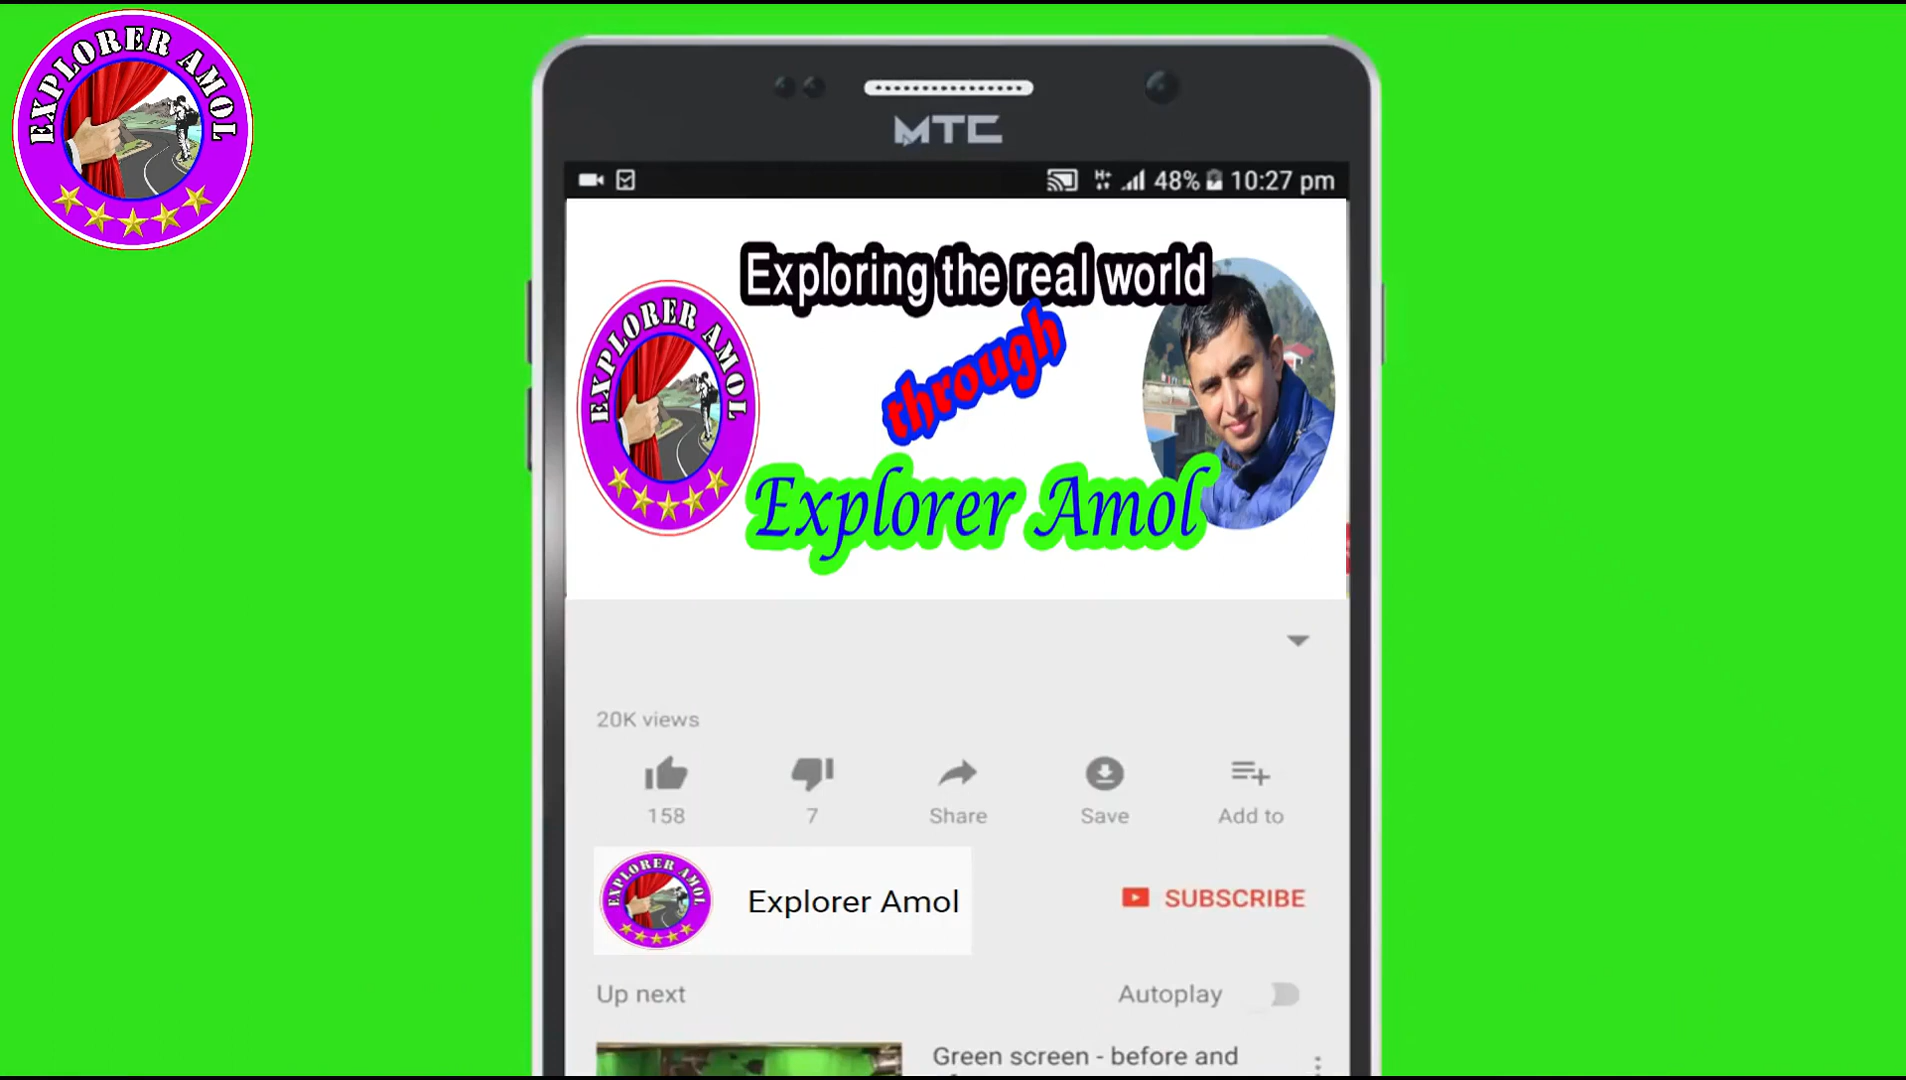 EXPLORER AMOL
MTC
48% 10:27 pm
Exploring the real world
EXPLORER AMOL
through
Explorer Amol
20K views
158
7
Share
Save
Add to
EXPLORER AMOL
Explorer Amol
SUBSCRIBE
Up next
Autoplay
Green screen - before and